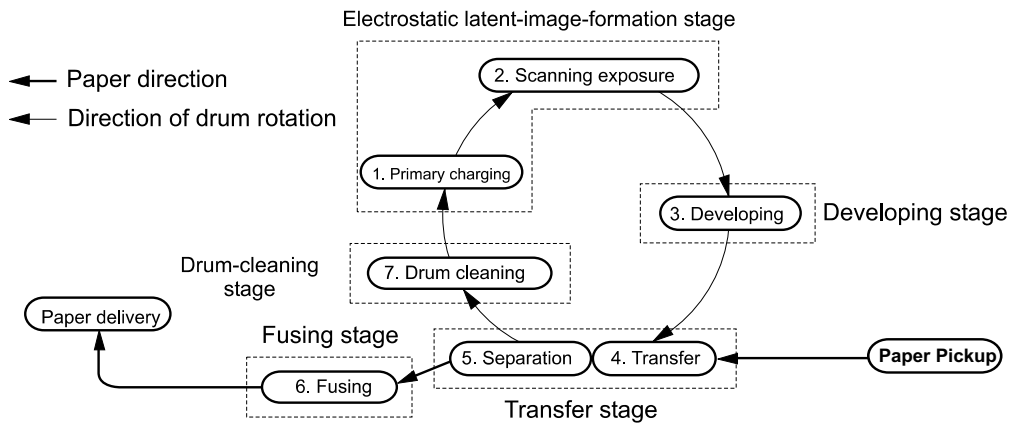 Electrostatic latent-image-formation stage
Paper direction
Direction of drum rotation
2. Scanning exposure
1. Primary charging
3. Developing
Developing stage
Drum-cleaning
stage
7. Drum cleaning
Paper delivery
Fusing stage
5. Separation
4. Transfer
Paper Pickup
6. Fusing
Transfer stage